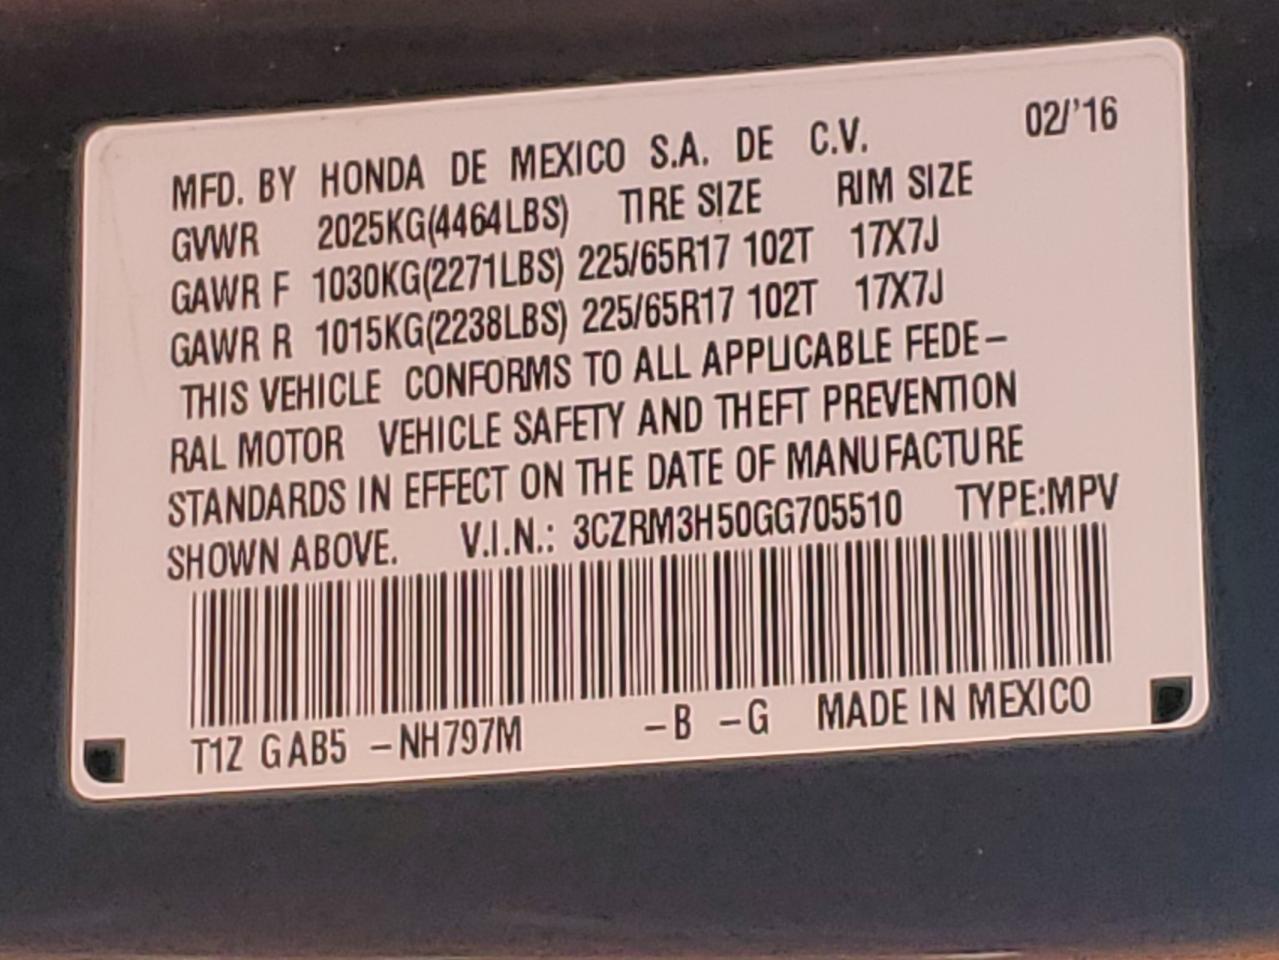 02/'16
MFD. BY HONDA DE MEXICO S.A. DE C.V.
GVWR 2025KG(4464LBS) TIRE SIZE RIM SIZE
GAWR F 1030KG(2271LBS) 225/65R17 102T 17X7J
GAWR R 1015KG(2238LBS) 225/65R17 102T 17X7J
THIS VEHICLE CONFORMS TO ALL APPLICABLE FEDE-
RAL MOTOR VEHICLE SAFETY AND THEFT PREVENTION
STANDARDS IN EFFECT ON THE DATE OF MANUFACTURE
SHOWN ABOVE. V.I.N.: 3CZRM3H50GG705510 TYPE:MPV
T1Z GAB5 -NH797M -B -G MADE IN MEXICO